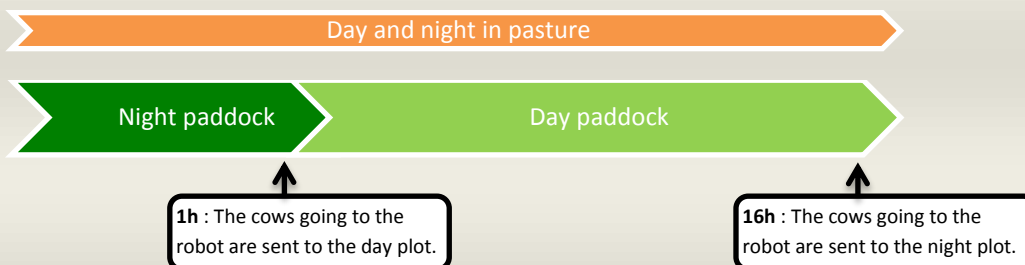 Day and night in pasture
Night paddock
Day paddock
1h : The cows going to the
robot are sent to the day plot.
16h : The cows going to the
robot are sent to the night plot.